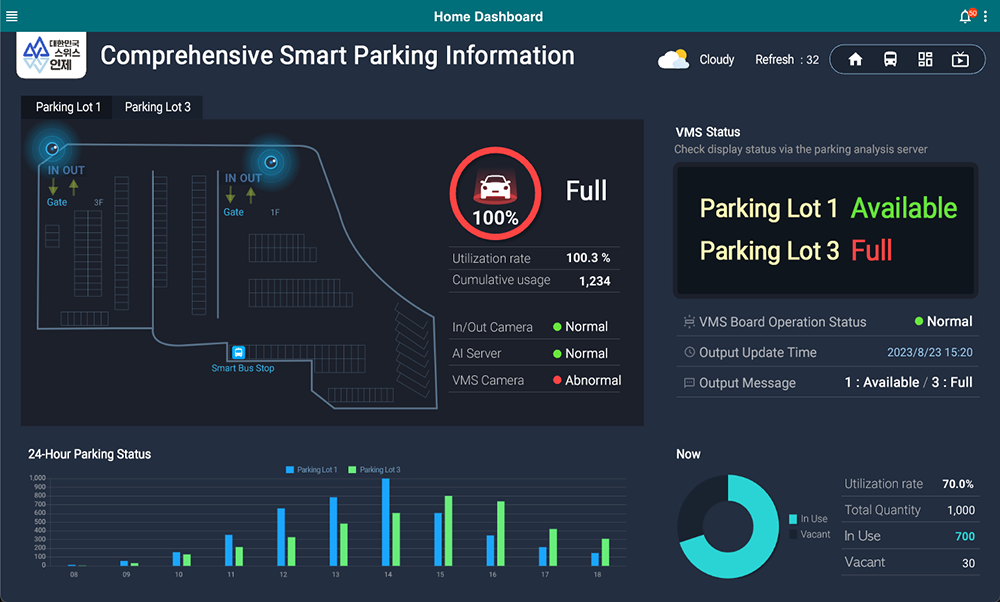 Home Dashboard
50
대한민국
스위스
인제
Comprehensive Smart Parking Information
Cloudy
Refresh : 32
Parking Lot 1
Parking Lot 3
IN OUT
Gate
3F
IN OUT
Gate
1F
Smart Bus Stop
100%
Full
Utilization rate 100.3 %
Cumulative usage 1,234
In/Out Camera Normal
AI Server Normal
VMS Camera Abnormal
VMS Status
Check display status via the parking analysis server
Parking Lot 1 Available
Parking Lot 3 Full
VMS Board Operation Status Normal
Output Update Time 2023/8/23 15:20
Output Message 1 : Available / 3 : Full
24-Hour Parking Status
Parking Lot 1 Parking Lot 3
1,000
900
800
700
600
500
400
300
200
100
0
08 09 10 11 12 13 14 15 16 17 18
Now
In Use
Vacant
Utilization rate 70.0%
Total Quantity 1,000
In Use 700
Vacant 30